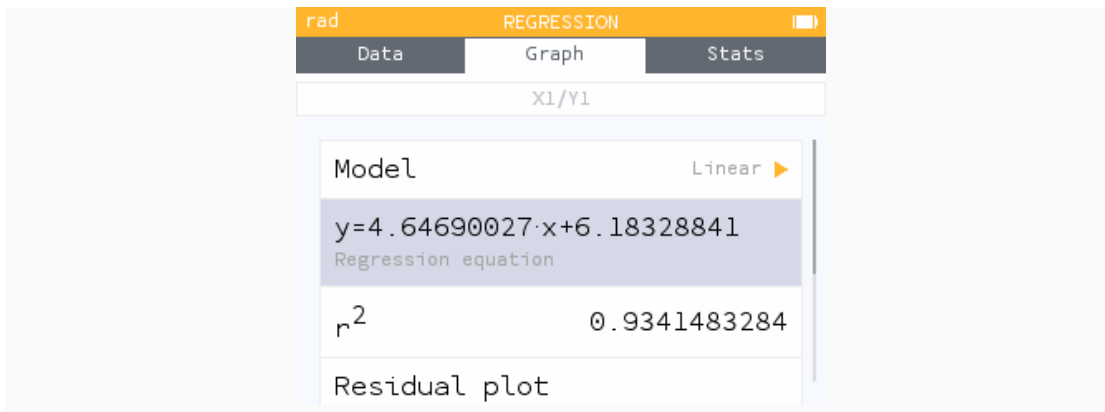 rad REGRESSION
Data Graph Stats
X1/Y1
Model Linear
y=4.64690027·x+6.18328841
Regression equation
r² 0.9341483284
Residual plot